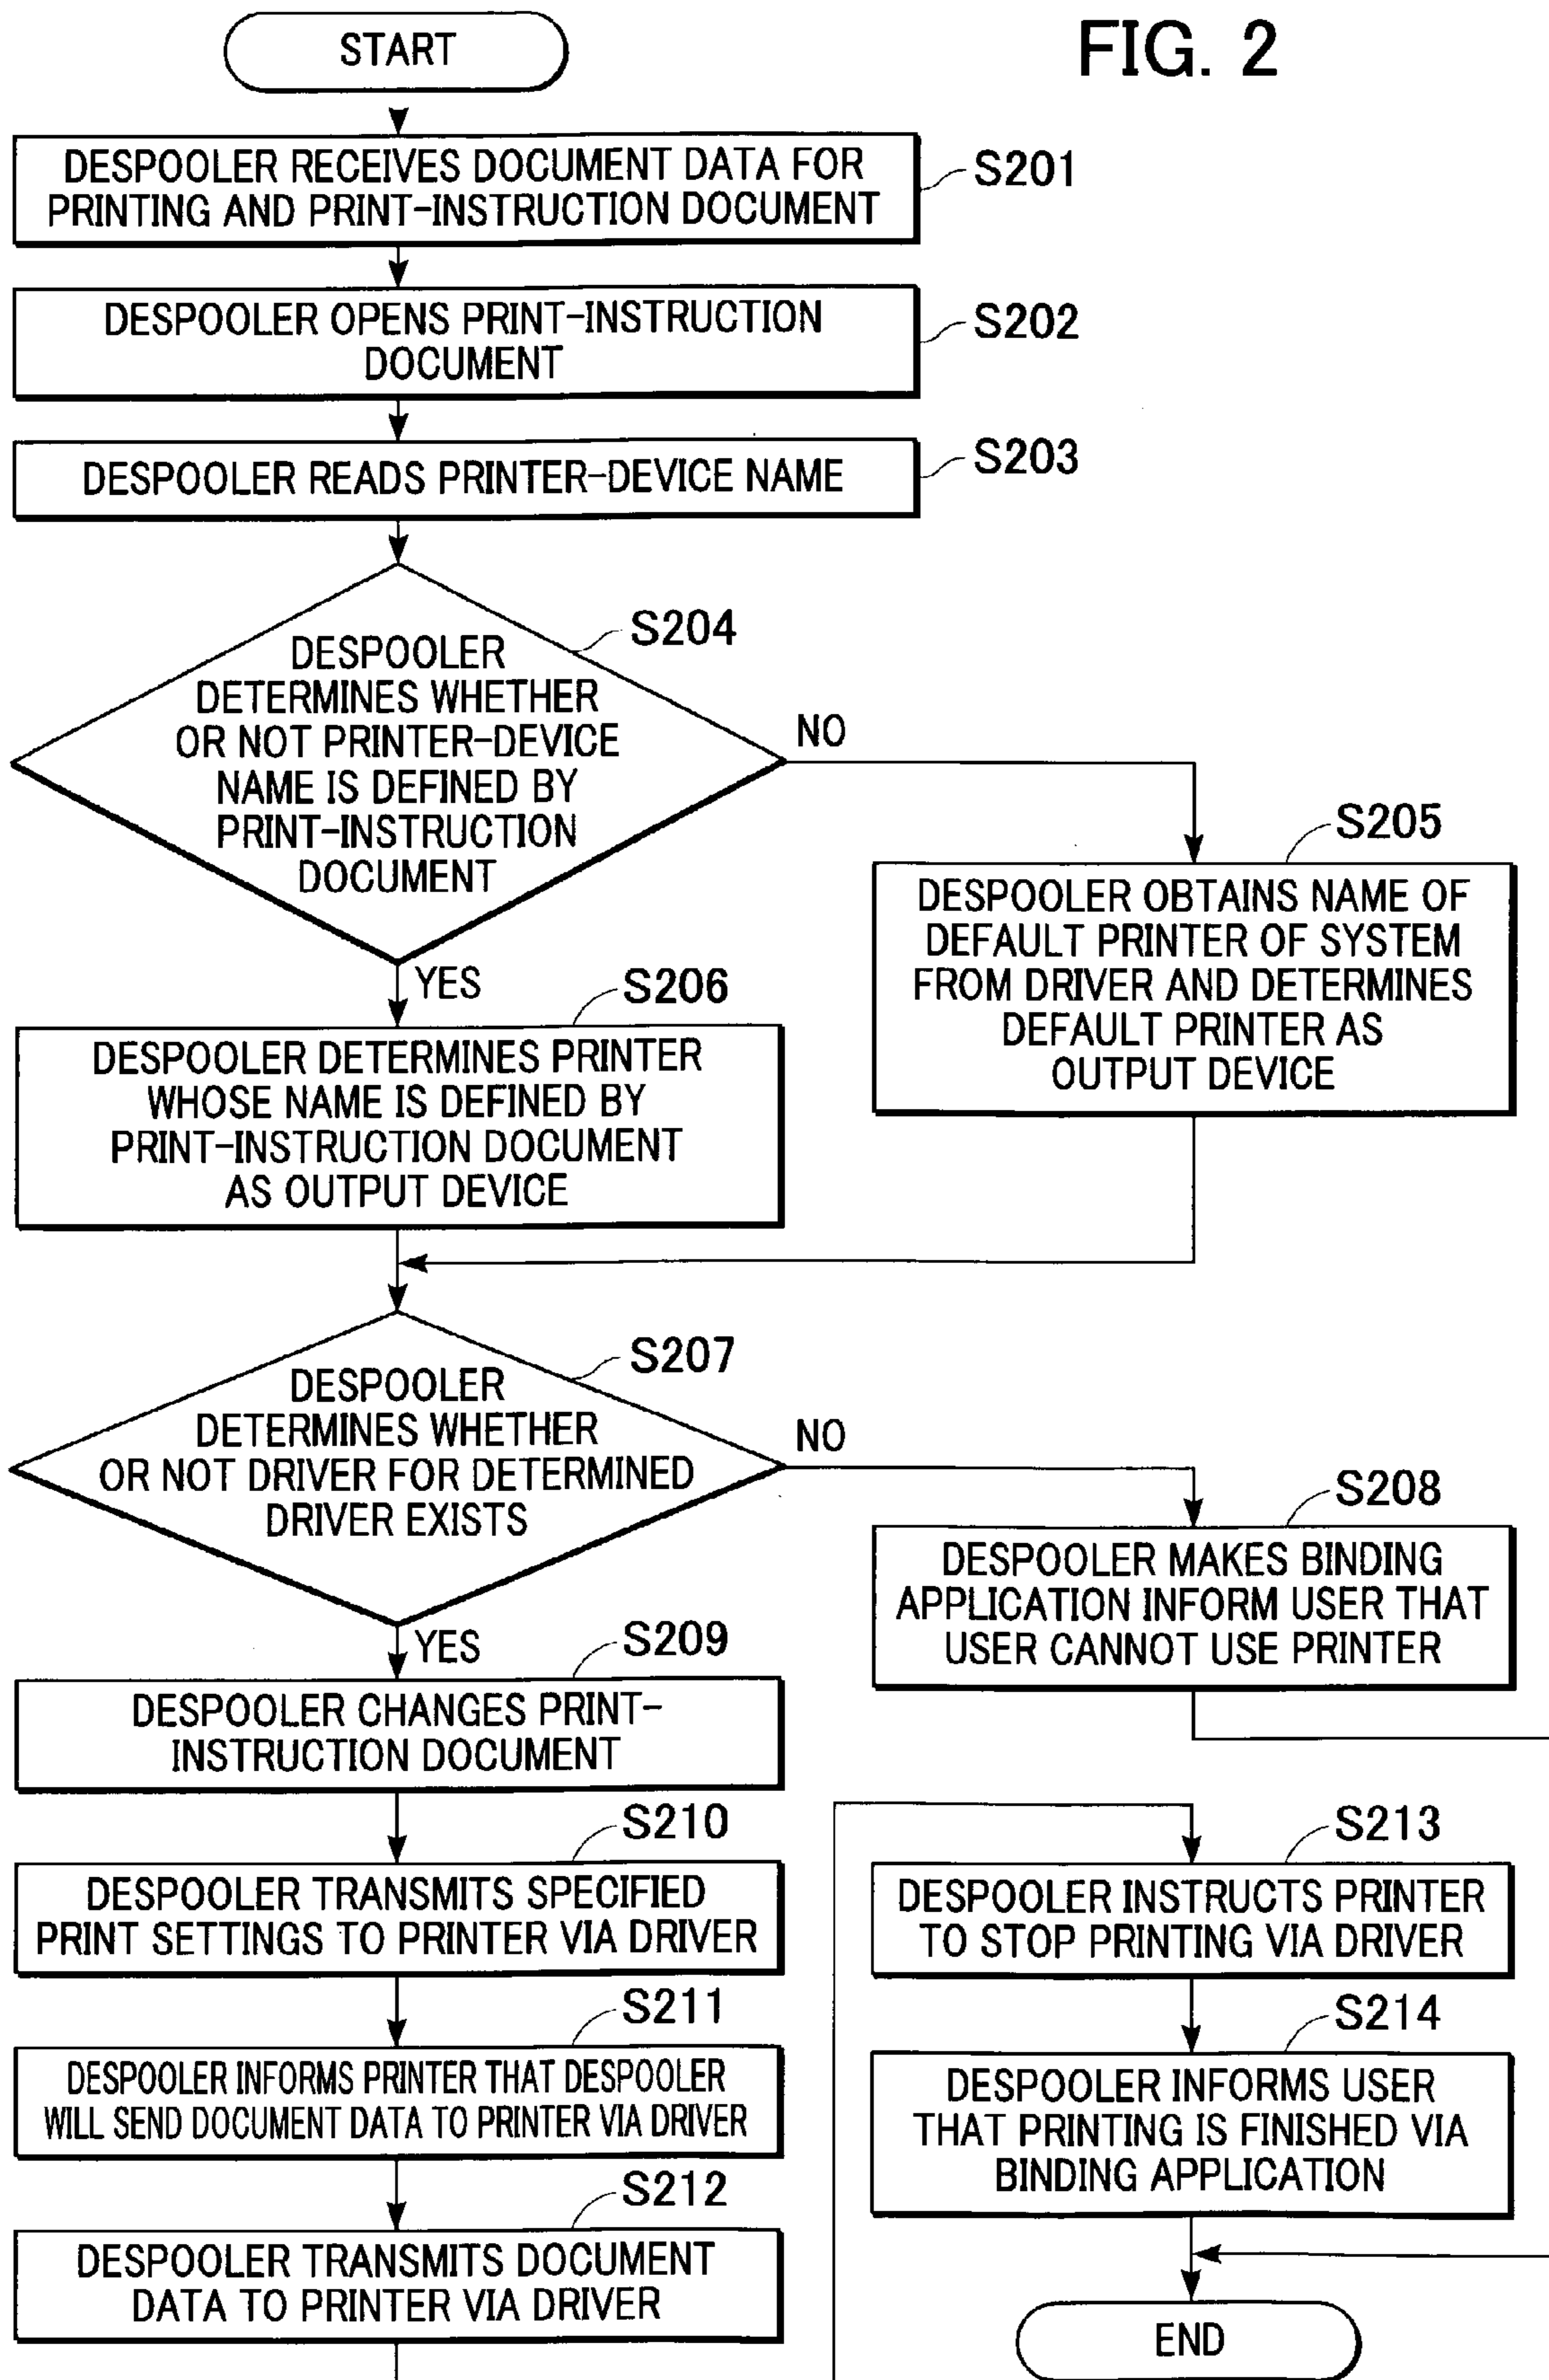 FIG. 2
START
DESPOOLER RECEIVES DOCUMENT DATA FOR
PRINTING AND PRINT-INSTRUCTION DOCUMENT
S201
DESPOOLER OPENS PRINT-INSTRUCTION
DOCUMENT
S202
DESPOOLER READS PRINTER-DEVICE NAME
S203
DESPOOLER
DETERMINES WHETHER
OR NOT PRINTER-DEVICE
NAME IS DEFINED BY
PRINT-INSTRUCTION
DOCUMENT
S204
NO
YES
S205
DESPOOLER OBTAINS NAME OF
DEFAULT PRINTER OF SYSTEM
FROM DRIVER AND DETERMINES
DEFAULT PRINTER AS
OUTPUT DEVICE
S206
DESPOOLER DETERMINES PRINTER
WHOSE NAME IS DEFINED BY
PRINT-INSTRUCTION DOCUMENT
AS OUTPUT DEVICE
S207
DESPOOLER
DETERMINES WHETHER
OR NOT DRIVER FOR DETERMINED
DRIVER EXISTS
NO
YES
S208
DESPOOLER MAKES BINDING
APPLICATION INFORM USER THAT
USER CANNOT USE PRINTER
S209
DESPOOLER CHANGES PRINT-
INSTRUCTION DOCUMENT
S210
DESPOOLER TRANSMITS SPECIFIED
PRINT SETTINGS TO PRINTER VIA DRIVER
S211
DESPOOLER INFORMS PRINTER THAT DESPOOLER
WILL SEND DOCUMENT DATA TO PRINTER VIA DRIVER
S212
DESPOOLER TRANSMITS DOCUMENT
DATA TO PRINTER VIA DRIVER
S213
DESPOOLER INSTRUCTS PRINTER
TO STOP PRINTING VIA DRIVER
S214
DESPOOLER INFORMS USER
THAT PRINTING IS FINISHED VIA
BINDING APPLICATION
END